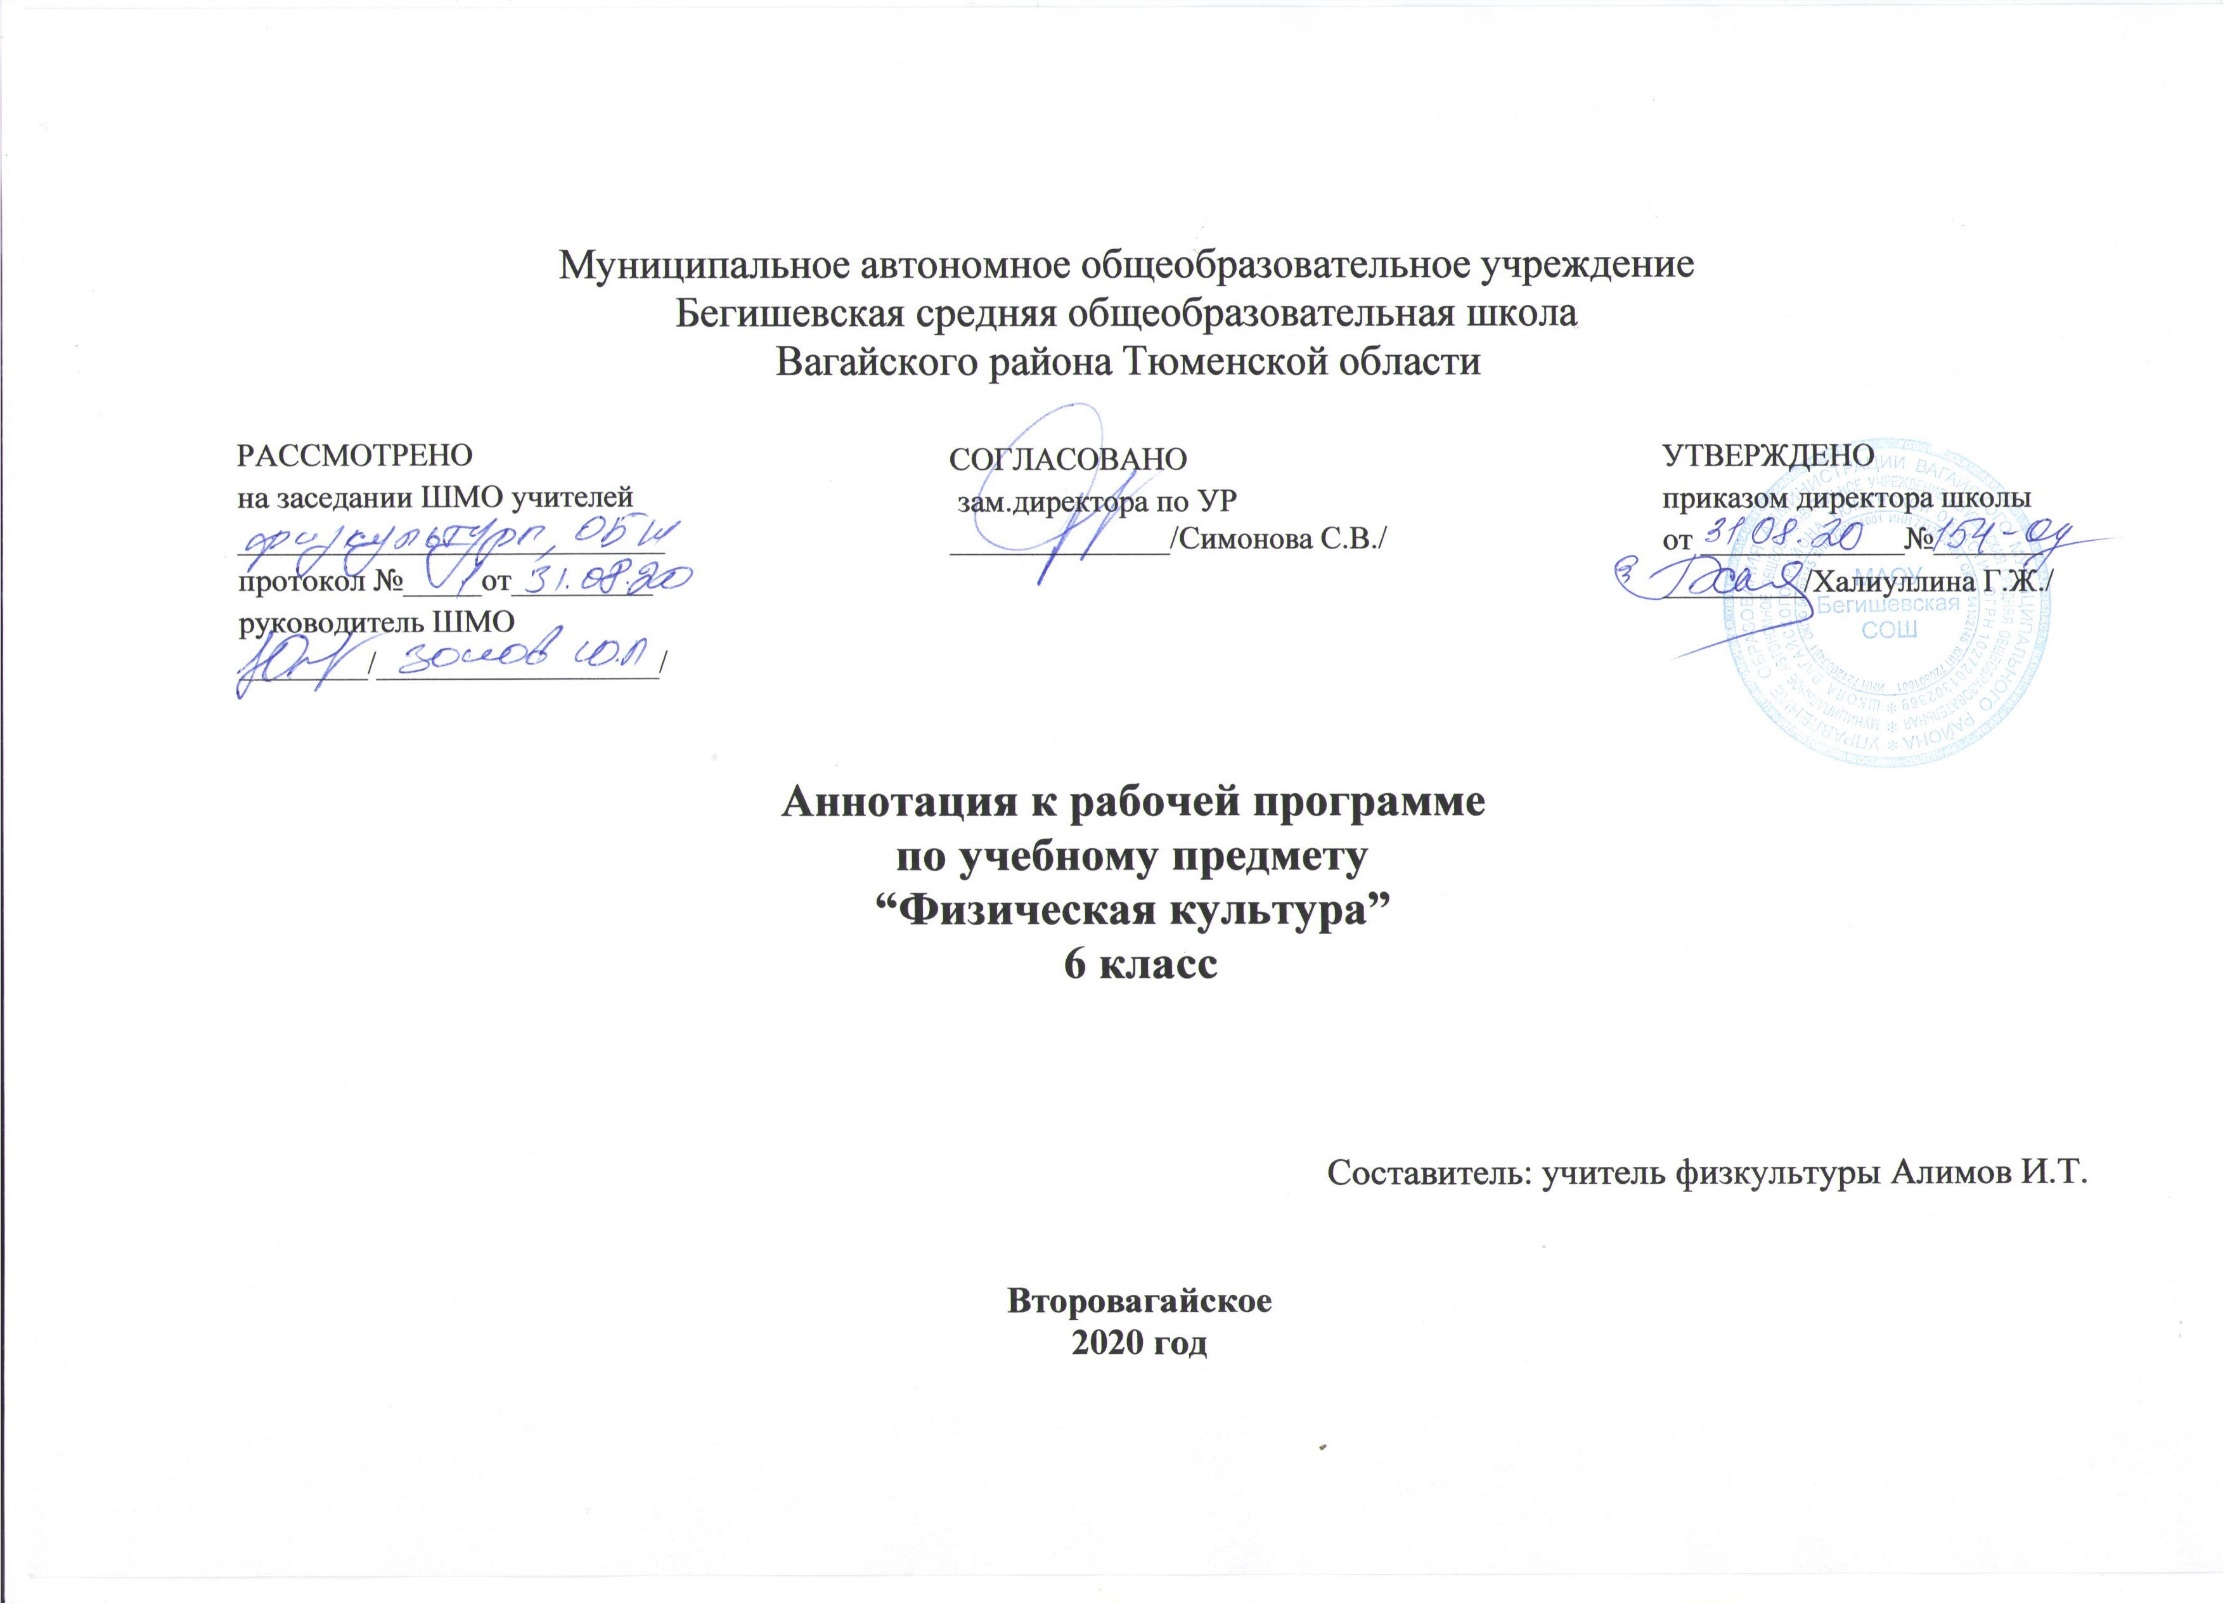 Муниципальное автономное общеобразовательное учреждение
Бегишевская средняя общеобразовательная школа
Вагайского района Тюменской области
РАССМОТРЕНО
на заседании ШМО учителей
физкультуры, ОБЖ
протокол № 1 от 31.08.20
руководитель ШМО
/ /
СОГЛАСОВАНО
зам.директора по УР
/Симонова С.В./
УТВЕРЖДЕНО
приказом директора школы
от 31.08.20 №154-од
/Халиуллина Г.Ж./
МАОУ
Бегишевская
СОШ
Аннотация к рабочей программе
по учебному предмету
“Физическая культура”
6 класс
Составитель: учитель физкультуры Алимов И.Т.
Второвагайское
2020 год